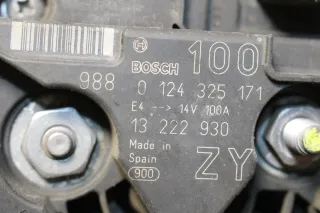 BOSCH 100
988 0 124 325 171
E4 --> 14V 100A
13 222 930
Made in
Spain
ZY
900